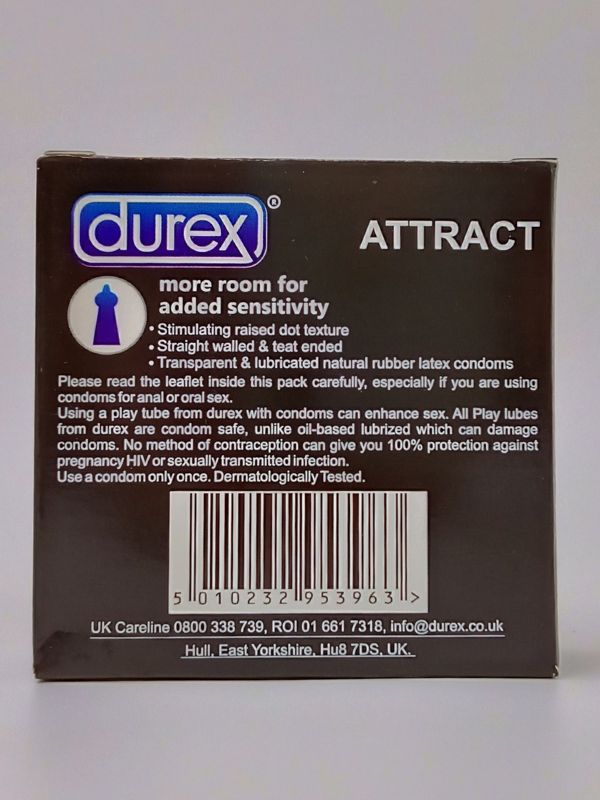 durex®
ATTRACT
more room for
added sensitivity
• Stimulating raised dot texture
• Straight walled & teat ended
• Transparent & lubricated natural rubber latex condoms
Please read the leaflet inside this pack carefully, especially if you are using
condoms for anal or oral sex.
Using a play tube from durex with condoms can enhance sex. All Play lubes
from durex are condom safe, unlike oil-based lubrized which can damage
condoms. No method of contraception can give you 100% protection against
pregnancy HIV or sexually transmitted infection.
Use a condom only once. Dermatologically Tested.
5 010232 953963 >
UK Careline 0800 338 739, ROI 01 661 7318, info@durex.co.uk
Hull, East Yorkshire, Hu8 7DS, UK.